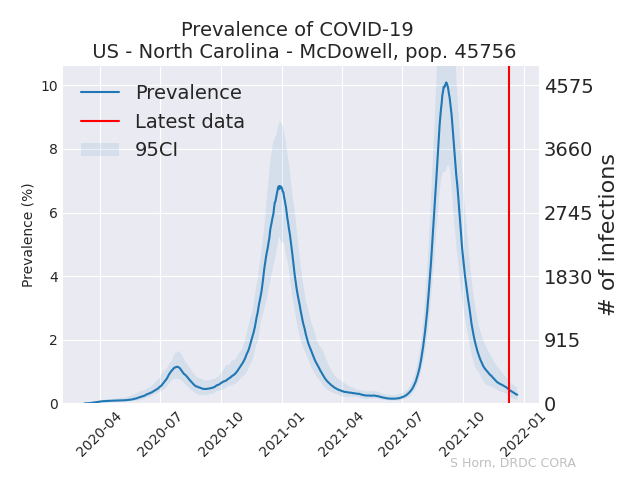 Prevalence of COVID-19
US - North Carolina - McDowell, pop. 45756
Prevalence
Latest data
95CI
Prevalence (%)
10
8
6
4
2
0
4575
3660
2745
1830
915
0
# of infections
2020-04
2020-07
2020-10
2021-01
2021-04
2021-07
2021-10
2022-01
S Horn, DRDC CORA